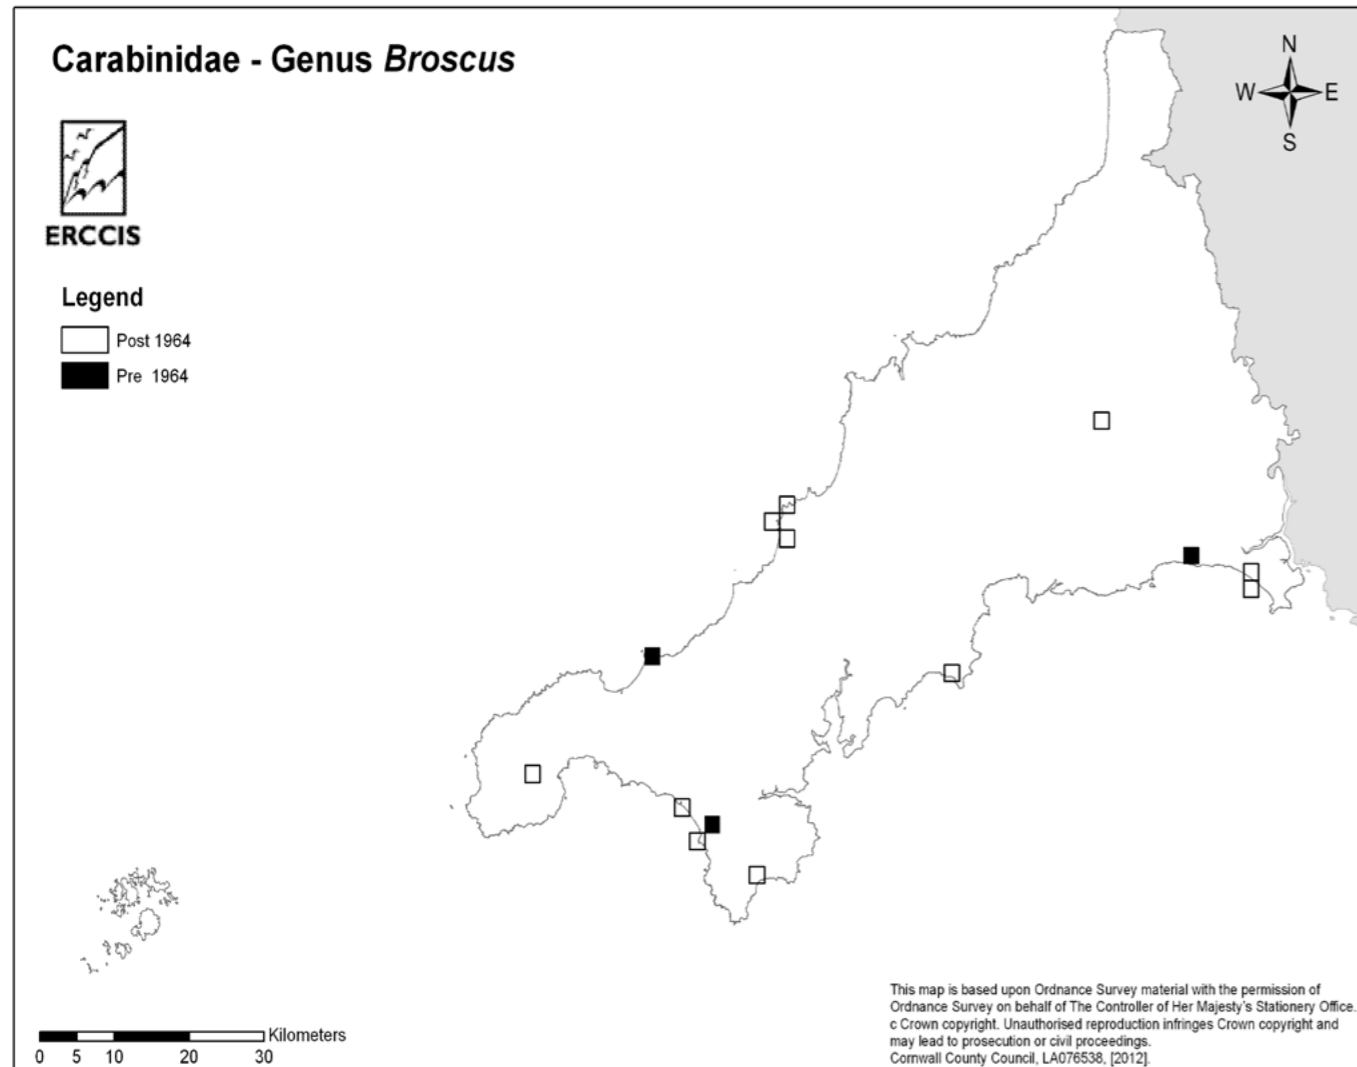 Carabinidae - Genus Broscus
N
W E
S
ERCCIS
Legend
Post 1964
Pre 1964
This map is based upon Ordnance Survey material with the permission of
Ordnance Survey on behalf of The Controller of Her Majesty's Stationery Office.
c Crown copyright. Unauthorised reproduction infringes Crown copyright and
may lead to prosecution or civil proceedings.
Cornwall County Council, LA076538, [2012].
Kilometers
0 5 10 20 30